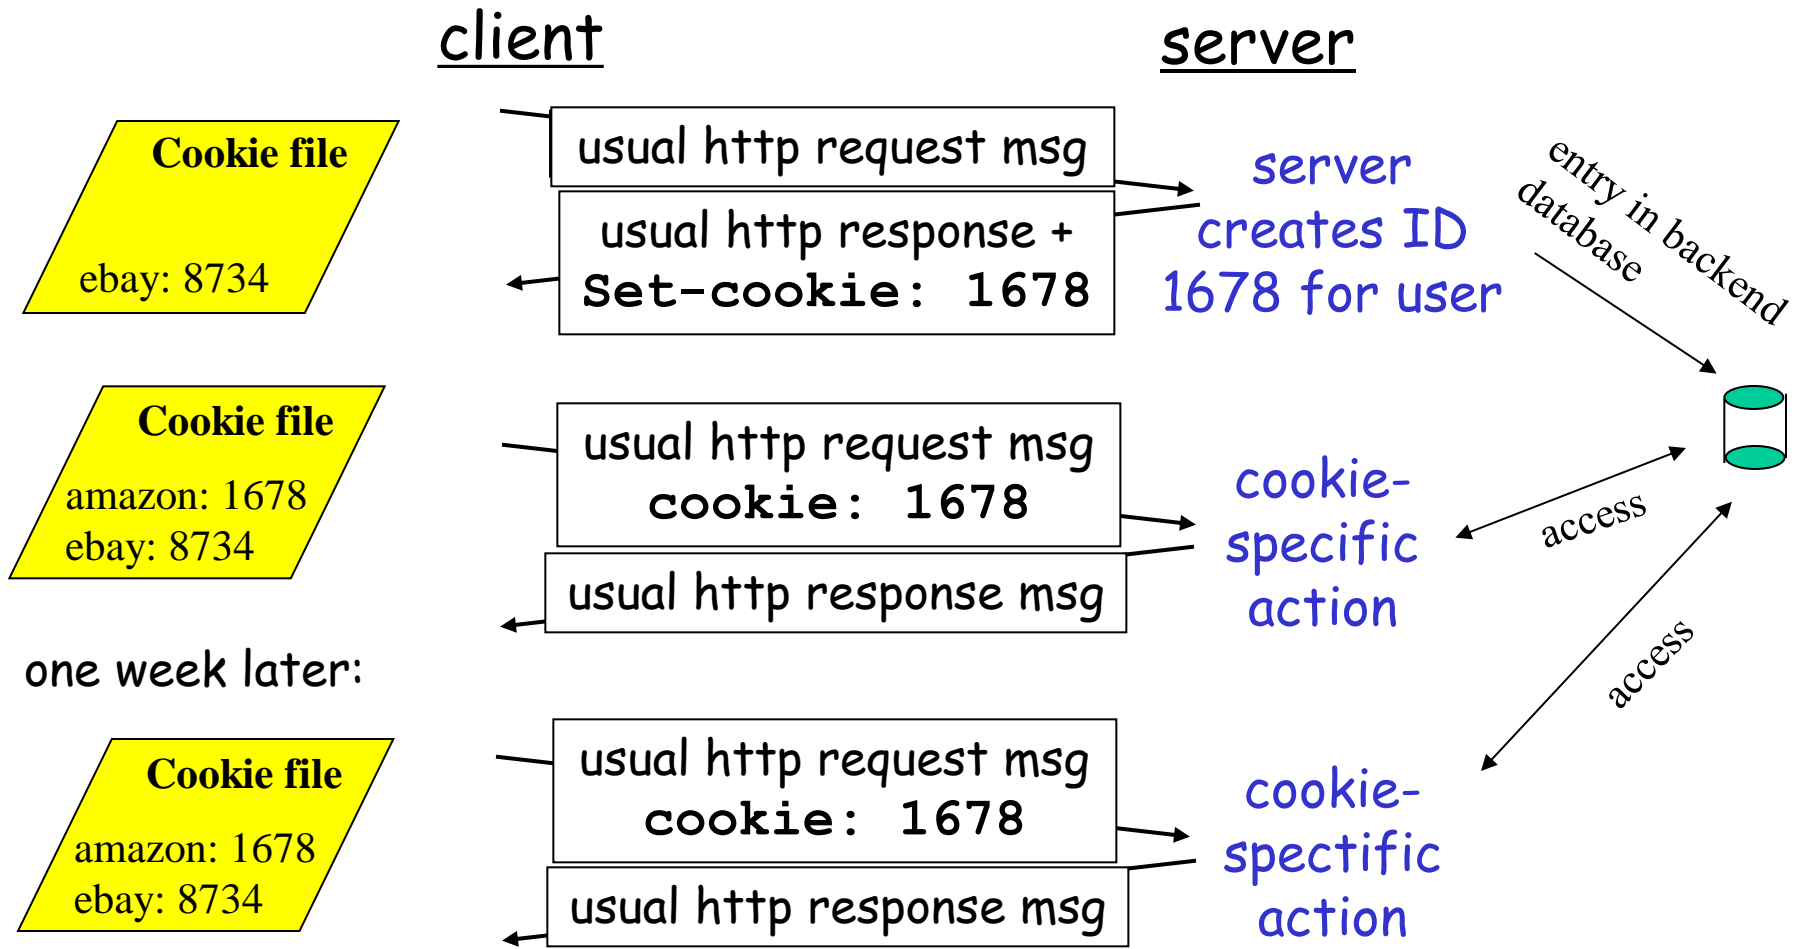 client
server
Cookie file
ebay: 8734
usual http request msg
usual http response +
Set-cookie: 1678
server
creates ID
1678 for user
entry in backend
database
Cookie file
amazon: 1678
ebay: 8734
usual http request msg
cookie: 1678
usual http response msg
cookie-
specific
action
access
access
one week later:
Cookie file
amazon: 1678
ebay: 8734
usual http request msg
cookie: 1678
usual http response msg
cookie-
spectific
action